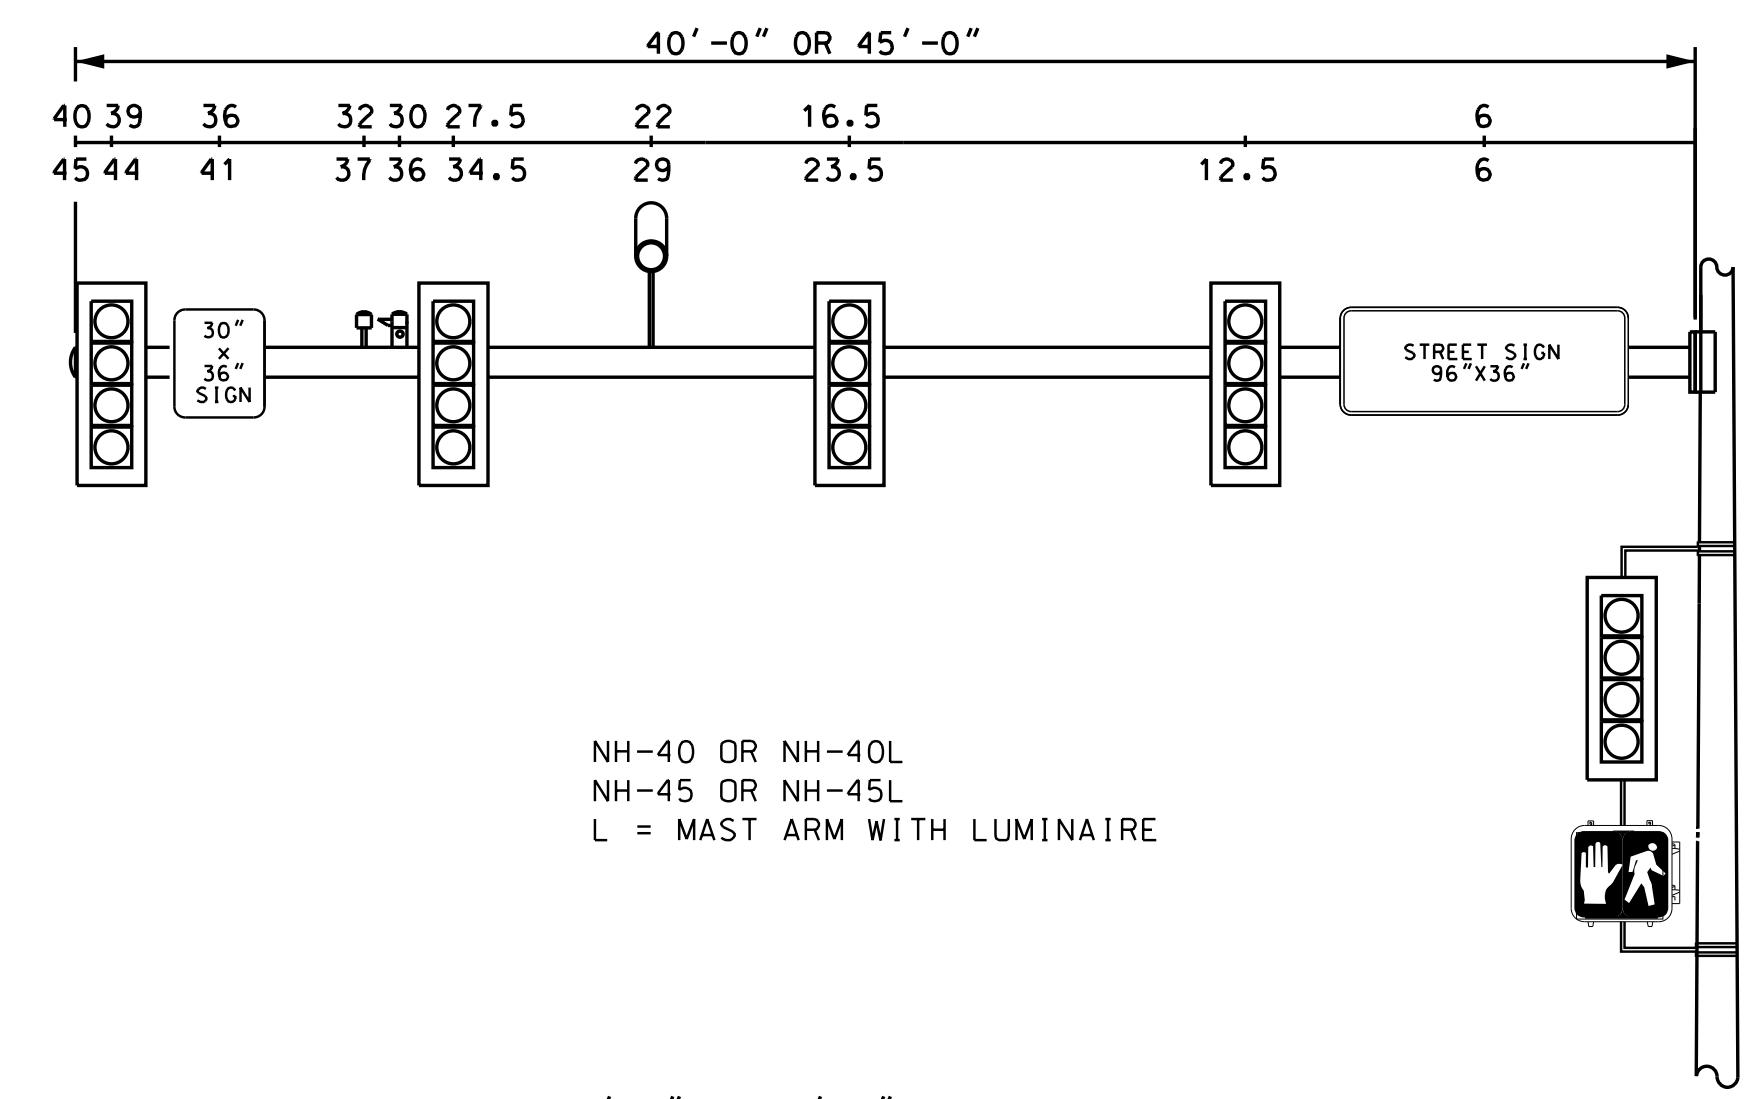 40'-0" OR 45'-0"
40 39 36 32 30 27.5 22 16.5 6
45 44 41 37 36 34.5 29 23.5 12.5 6
30"
x
36"
SIGN
STREET SIGN
96"X36"
NH-40 OR NH-40L
NH-45 OR NH-45L
L = MAST ARM WITH LUMINAIRE